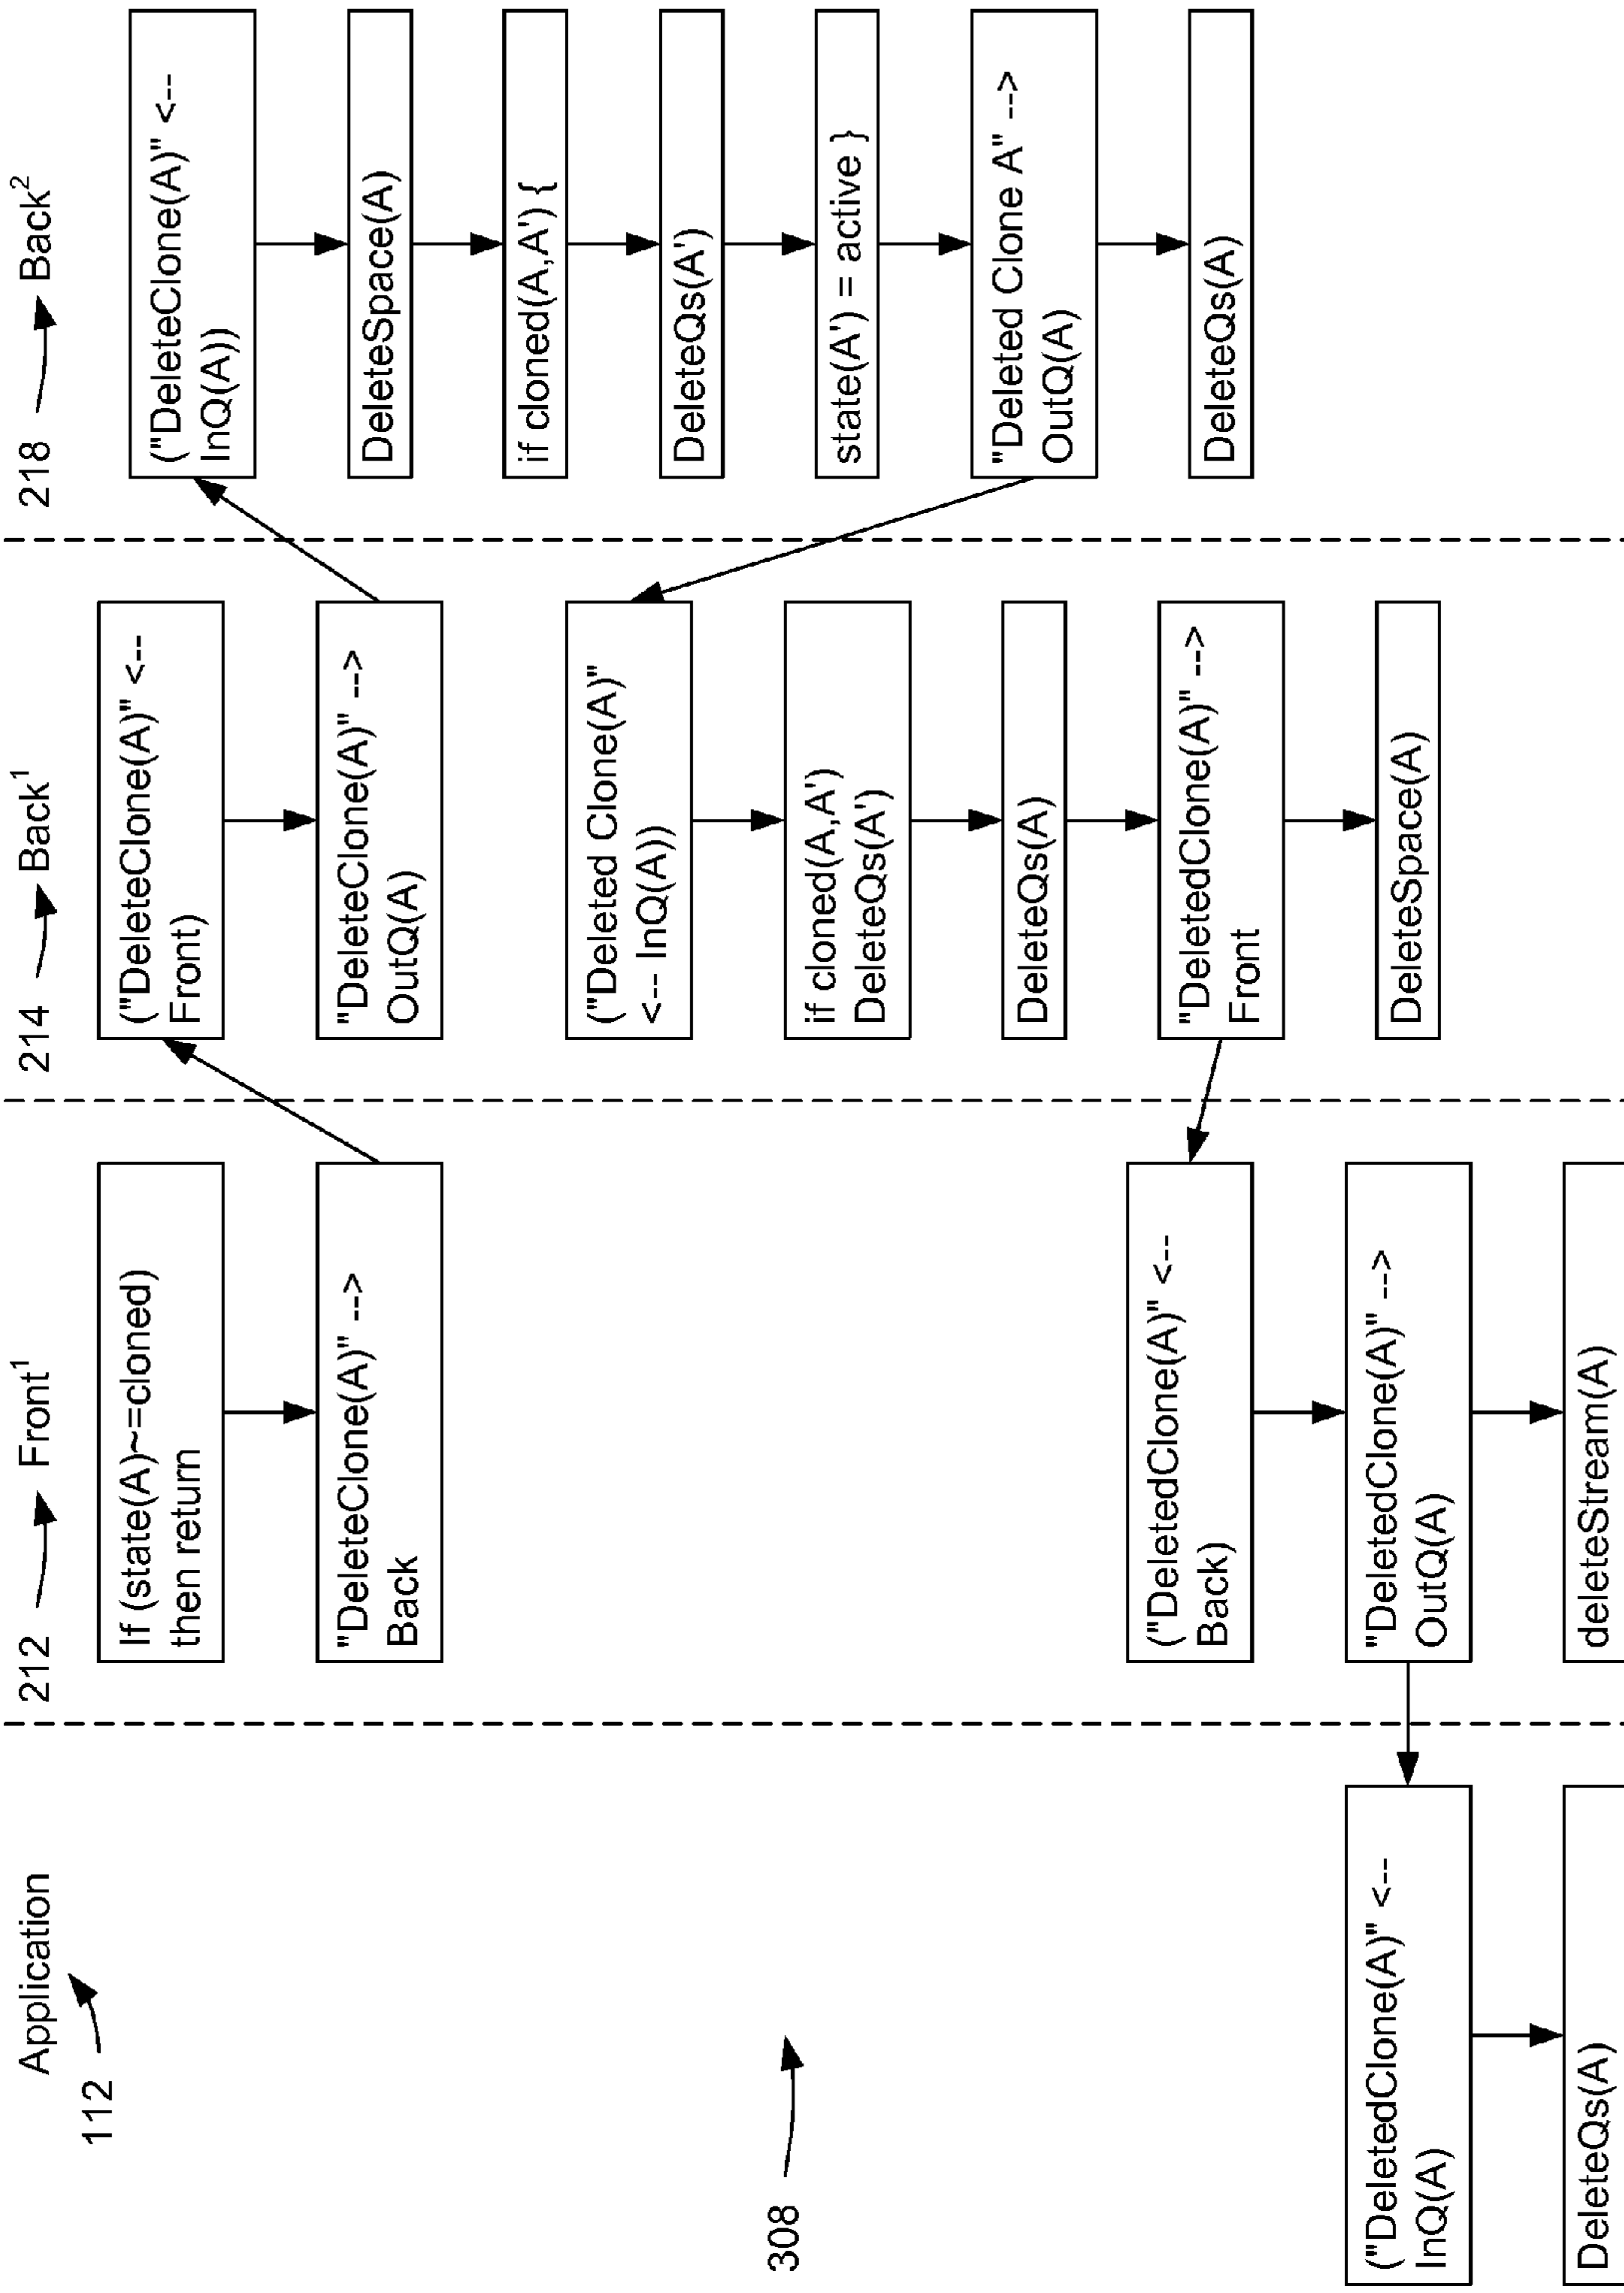 Application
112
212
Front1
214
Back1
218
Back2
308
("DeletedClone(A)" <--
InQ(A)
DeleteQs(A)
If (state(A)~=cloned)
then return
"DeleteClone(A)" -->
Back
("DeletedClone(A)" <--
Back)
"DeletedClone(A)" -->
OutQ(A)
deleteStream(A)
("DeleteClone(A)" <--
Front)
"DeleteClone(A)" -->
OutQ(A)
("Deleted Clone(A)"
<-- InQ(A))
if cloned(A,A')
DeleteQs(A')
DeleteQs(A)
"DeletedClone(A)" -->
Front
DeleteSpace(A)
("DeleteClone(A)" <--
InQ(A))
DeleteSpace(A)
if cloned(A,A') {
DeleteQs(A')
state(A') = active }
"Deleted Clone A" -->
OutQ(A)
DeleteQs(A)